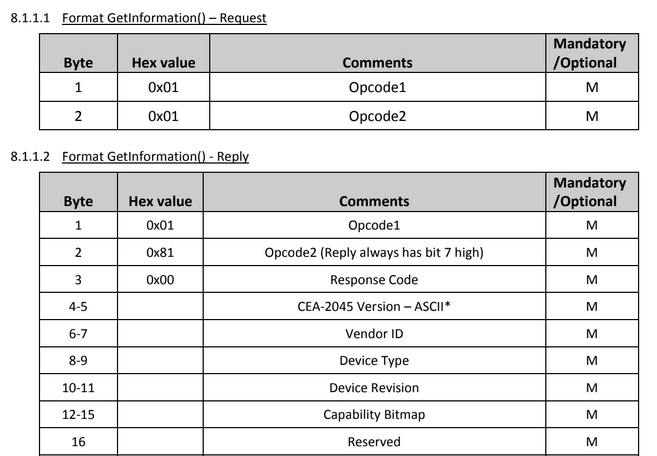 8.1.1.1 Format GetInformation() – Request
Byte Hex value Comments Mandatory /Optional
1 0x01 Opcode1 M
2 0x01 Opcode2 M
8.1.1.2 Format GetInformation() - Reply
Byte Hex value Comments Mandatory /Optional
1 0x01 Opcode1 M
2 0x81 Opcode2 (Reply always has bit 7 high) M
3 0x00 Response Code M
4-5 CEA-2045 Version – ASCII* M
6-7 Vendor ID M
8-9 Device Type M
10-11 Device Revision M
12-15 Capability Bitmap M
16 Reserved M